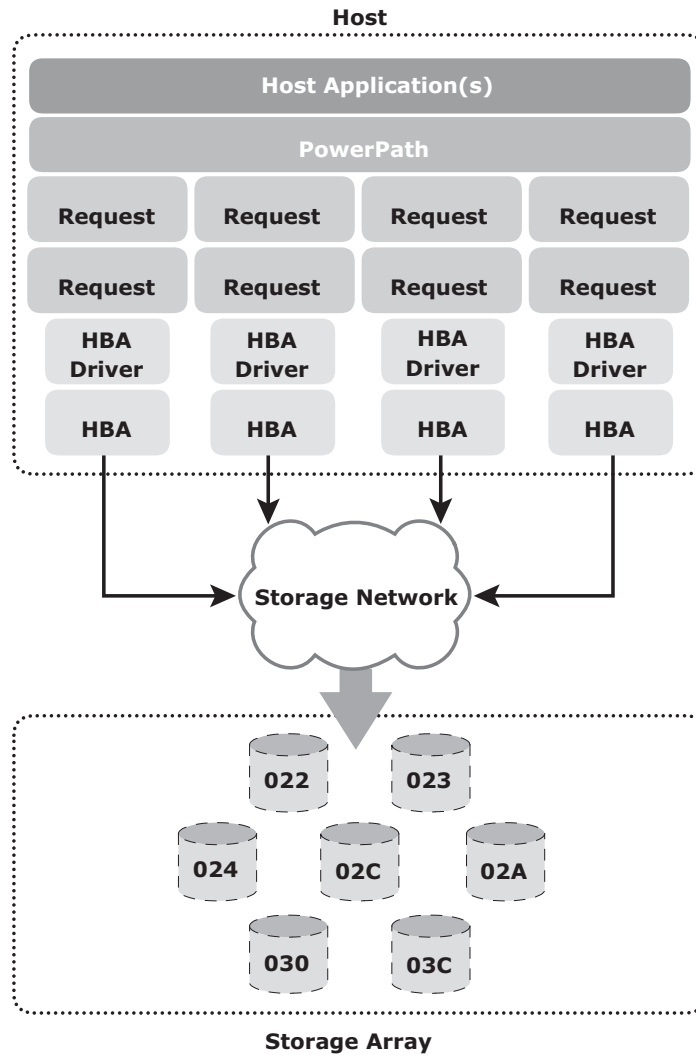 Host
Host Application(s)
PowerPath
Request Request Request Request
Request Request Request Request
HBA Driver HBA Driver HBA Driver HBA Driver
HBA HBA HBA HBA
Storage Network
022 023
024 02C 02A
030 03C
Storage Array